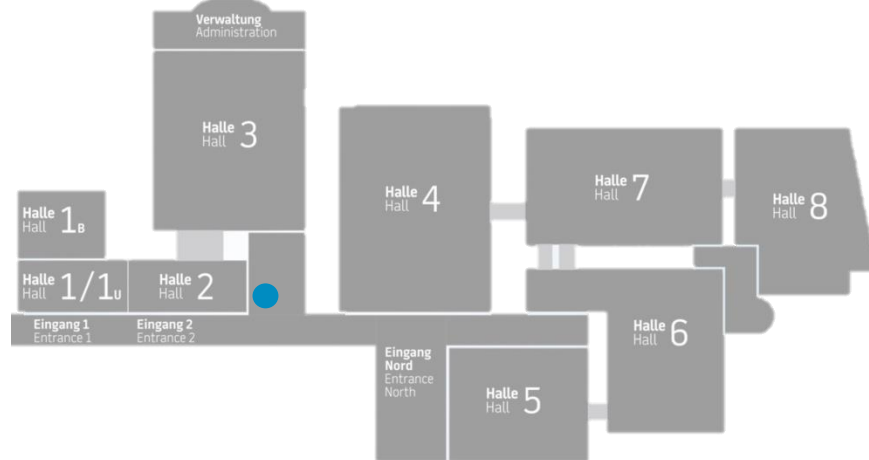 Verwaltung
Administration
Halle
Hall 3
Halle
Hall 4
Halle
Hall 7
Halle
Hall 8
Halle
Hall 1B
Halle
Hall 1/1U
Halle
Hall 2
Eingang 1
Entrance 1
Eingang 2
Entrance 2
Halle
Hall 6
Eingang
Nord
Entrance
North
Halle
Hall 5